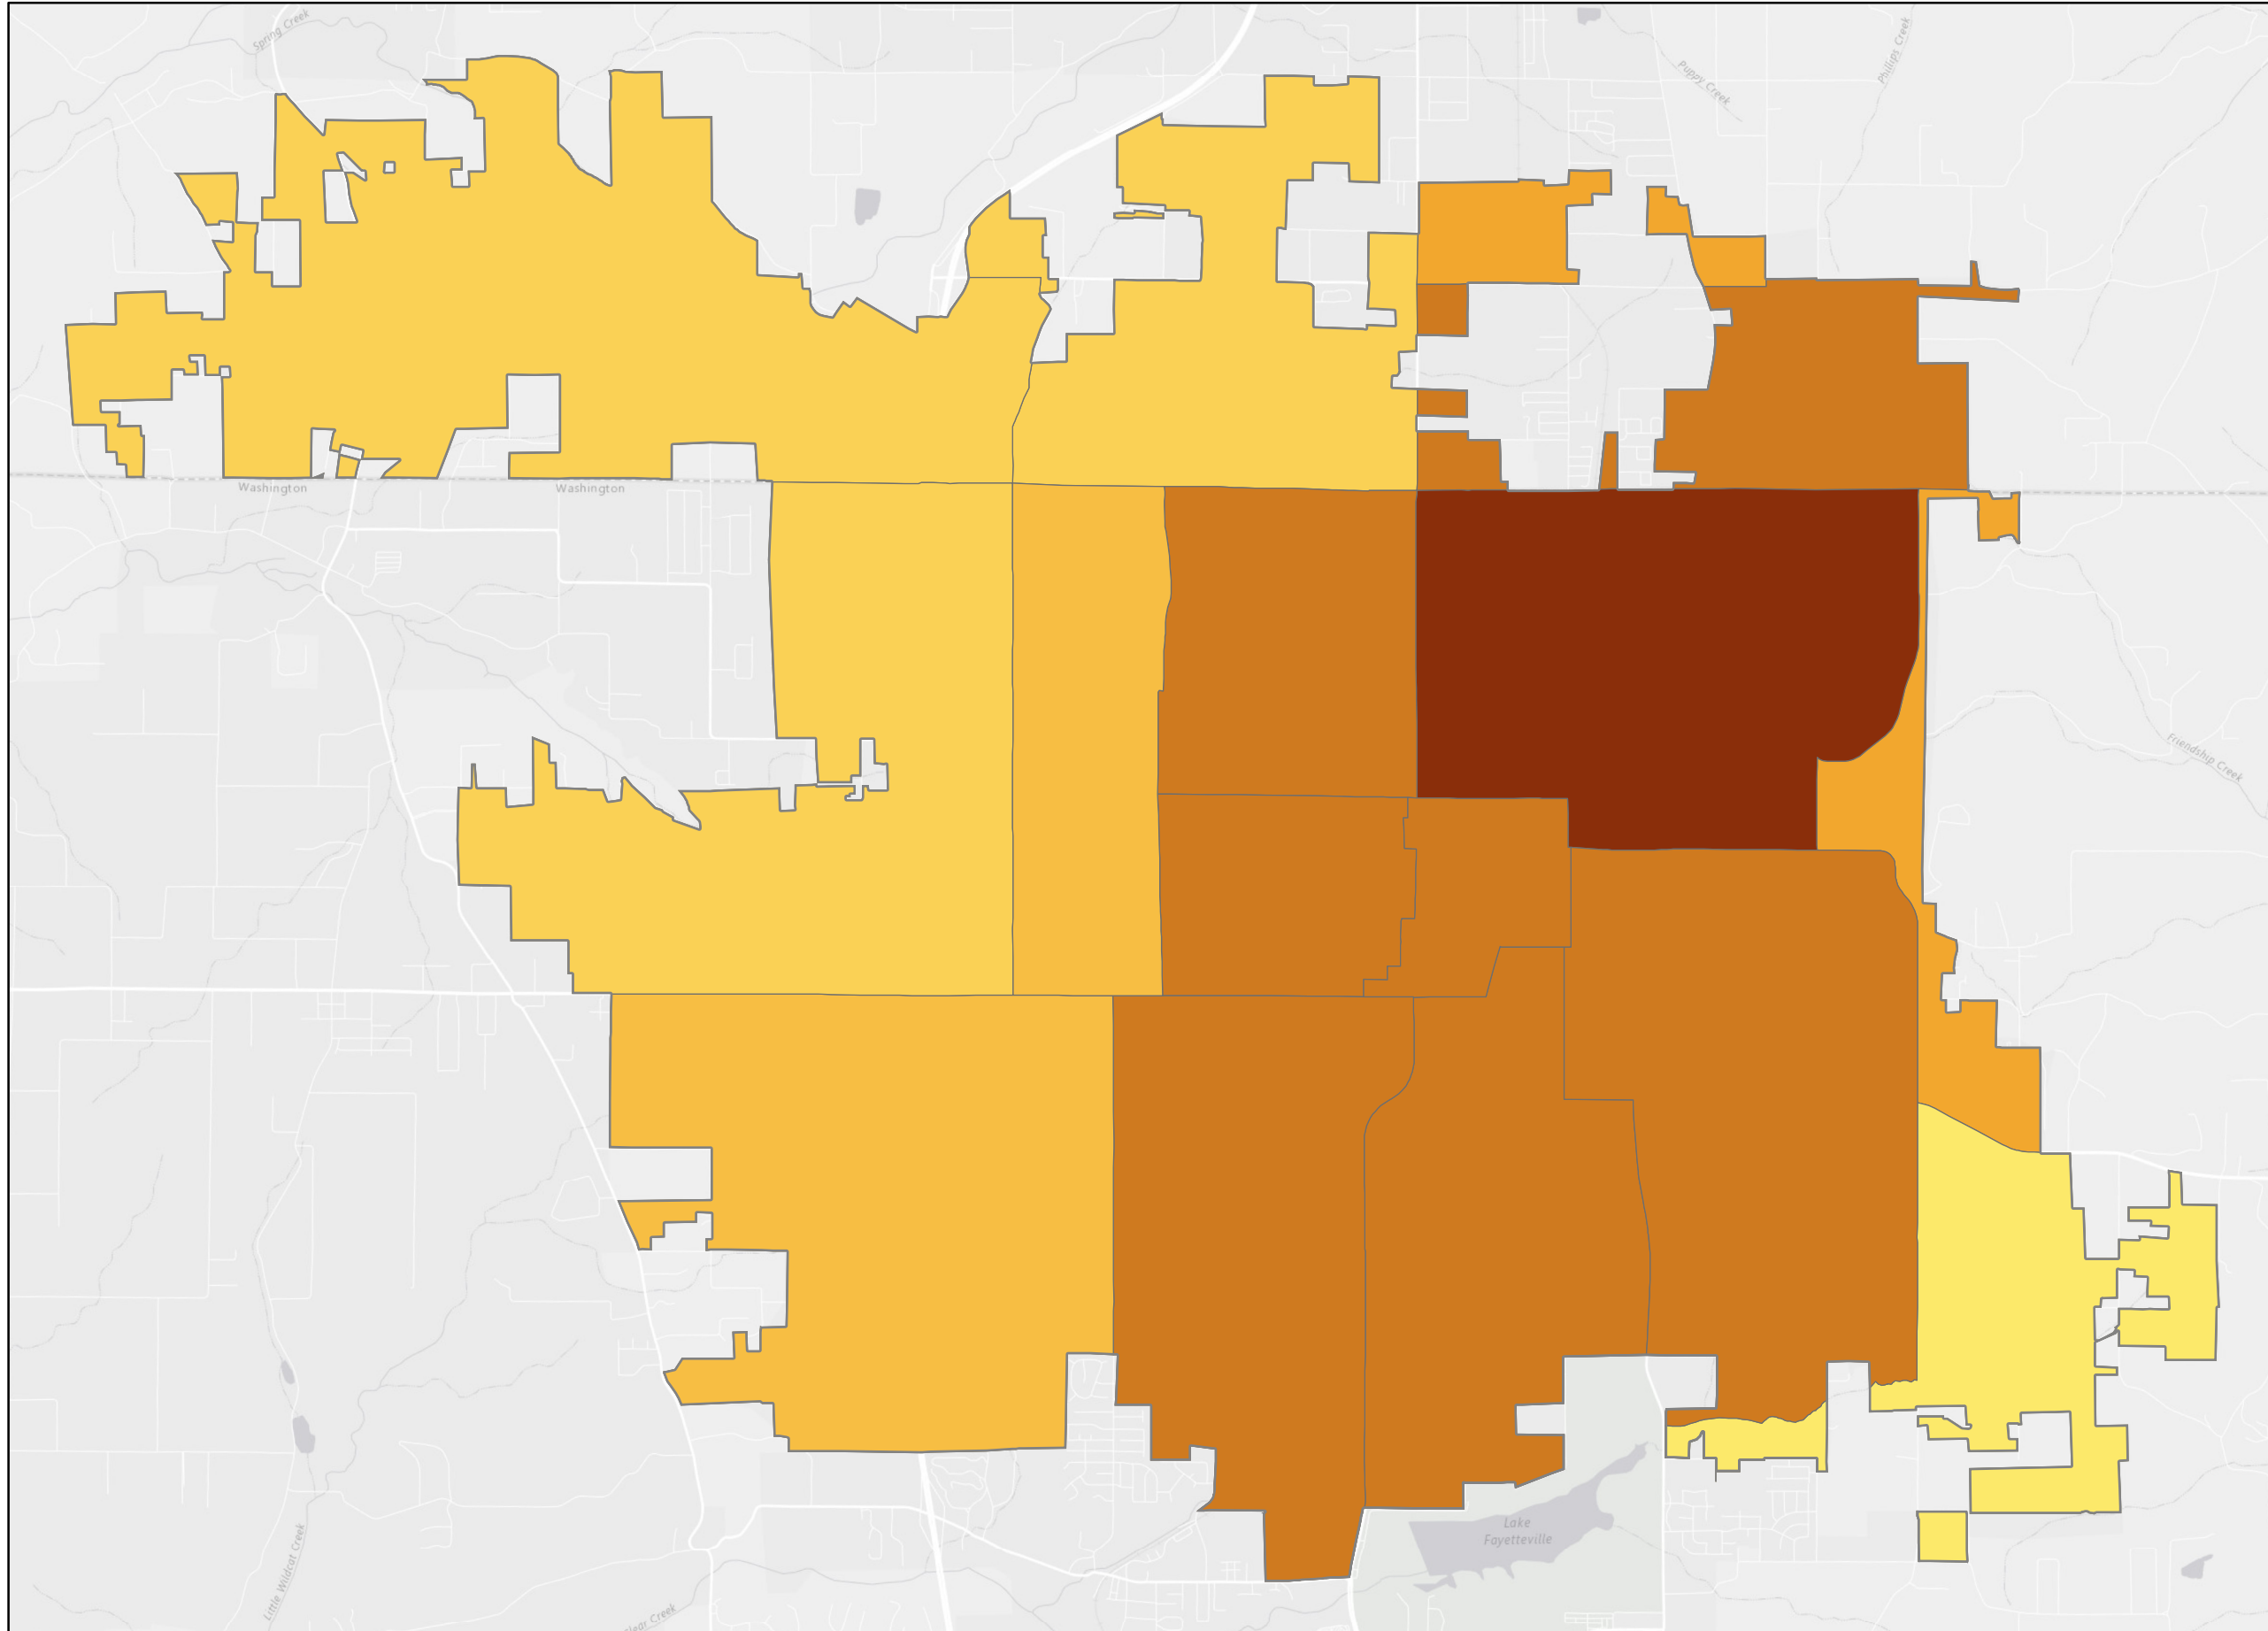 Spring Creek
Puppy Creek
Phillips Creek
Washington
Washington
Friendship Creek
Lake
Fayetteville
Little Wildcat Creek
Clear Creek